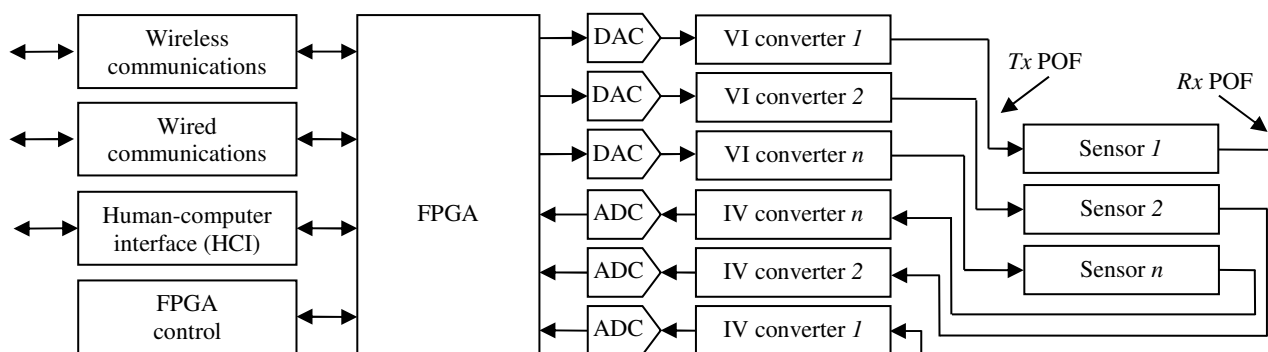 Wireless
communications
Wired
communications
Human-computer
interface (HCI)
FPGA
control
FPGA
DAC
VI converter 1
DAC
VI converter 2
DAC
VI converter n
ADC
IV converter n
ADC
IV converter 2
ADC
IV converter 1
Tx POF
Rx POF
Sensor 1
Sensor 2
Sensor n